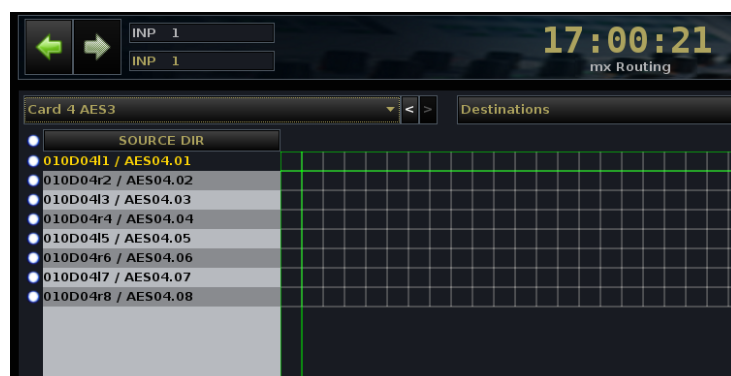 INP 1
INP 1
17:00:21
mx Routing
Card 4 AES3
<
>
Destinations
SOURCE DIR
010D04l1 / AES04.01
010D04r2 / AES04.02
010D04l3 / AES04.03
010D04r4 / AES04.04
010D04l5 / AES04.05
010D04r6 / AES04.06
010D04l7 / AES04.07
010D04r8 / AES04.08